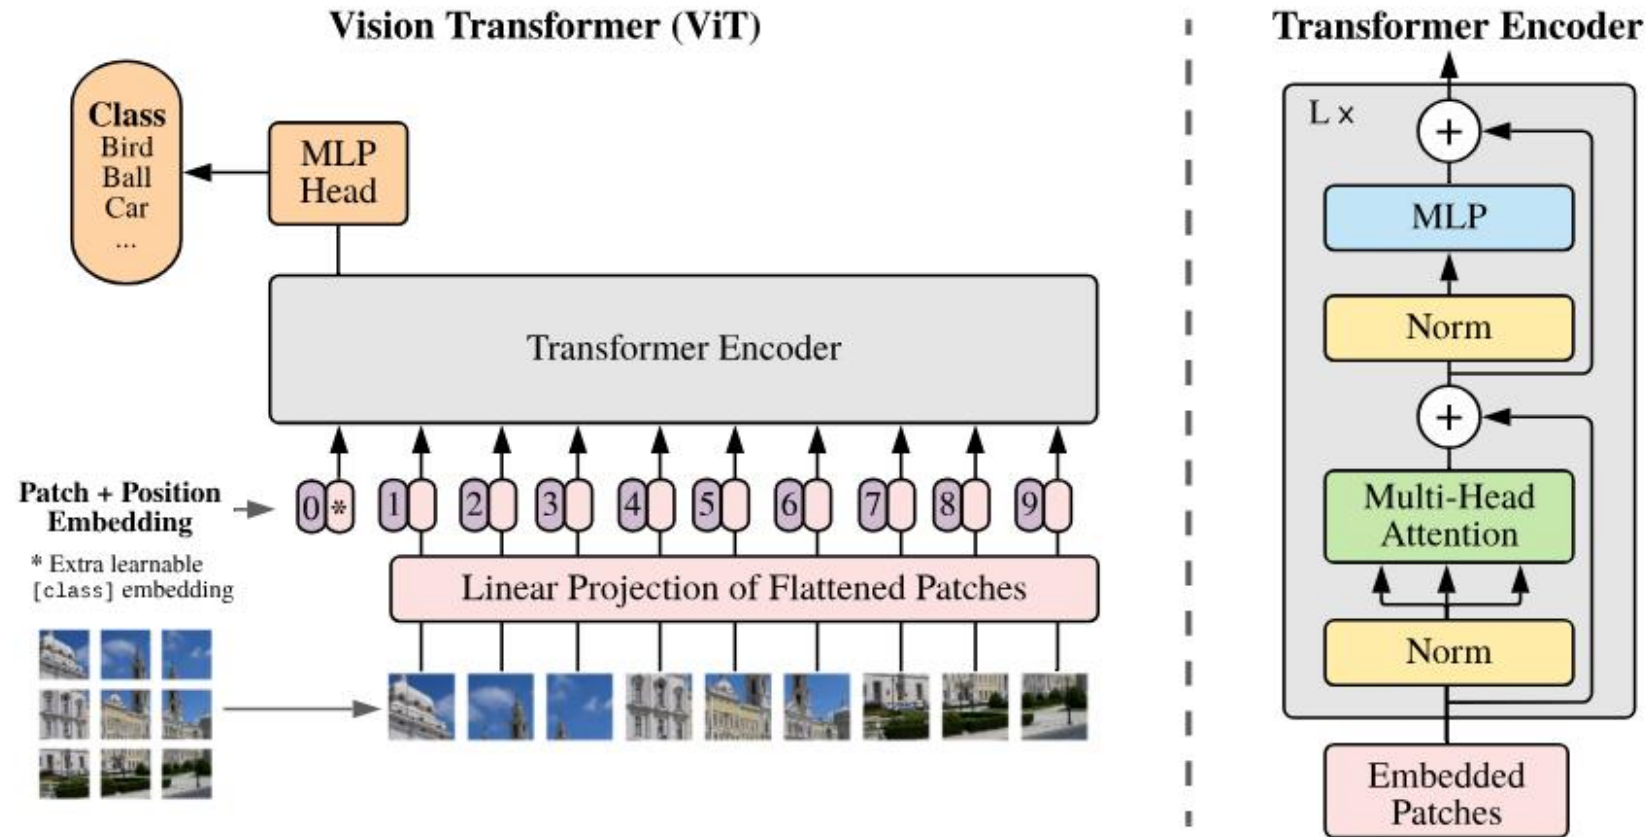 Vision Transformer (ViT)
Class
Bird
Ball
Car
...
MLP
Head
Transformer Encoder
Patch + Position
Embedding
0 * 1 2 3 4 5 6 7 8 9
* Extra learnable
[class] embedding
Linear Projection of Flattened Patches
Transformer Encoder
L ×
+
MLP
Norm
+
Multi-Head
Attention
Norm
Embedded
Patches